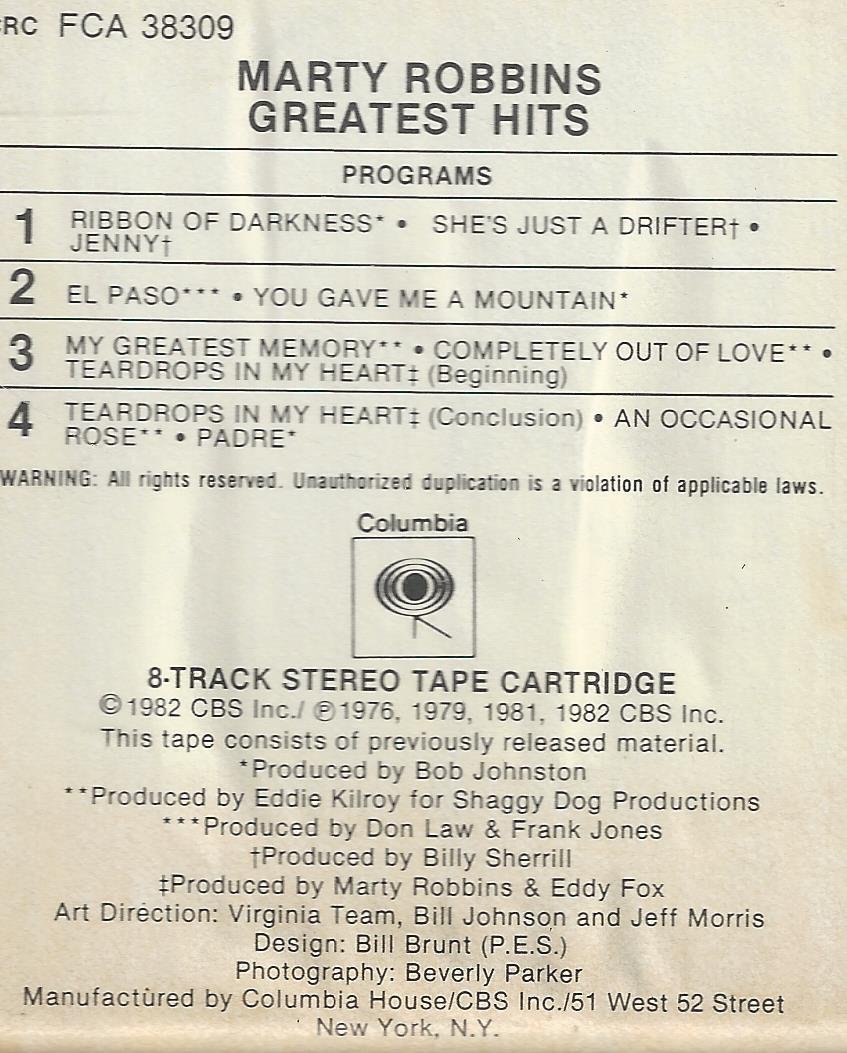 CRC FCA 38309
MARTY ROBBINS
GREATEST HITS
PROGRAMS
1 RIBBON OF DARKNESS* • SHE'S JUST A DRIFTER† •
JENNY†
2 EL PASO*** • YOU GAVE ME A MOUNTAIN*
3 MY GREATEST MEMORY** • COMPLETELY OUT OF LOVE** •
TEARDROPS IN MY HEART‡ (Beginning)
4 TEARDROPS IN MY HEART‡ (Conclusion) • AN OCCASIONAL
ROSE** • PADRE*
WARNING: All rights reserved. Unauthorized duplication is a violation of applicable laws.
Columbia
8-TRACK STEREO TAPE CARTRIDGE
©1982 CBS Inc./ ℗1976, 1979, 1981, 1982 CBS Inc.
This tape consists of previously released material.
*Produced by Bob Johnston
**Produced by Eddie Kilroy for Shaggy Dog Productions
***Produced by Don Law & Frank Jones
†Produced by Billy Sherrill
‡Produced by Marty Robbins & Eddy Fox
Art Direction: Virginia Team, Bill Johnson and Jeff Morris
Design: Bill Brunt (P.E.S.)
Photography: Beverly Parker
Manufactured by Columbia House/CBS Inc./51 West 52 Street
New York, N.Y.